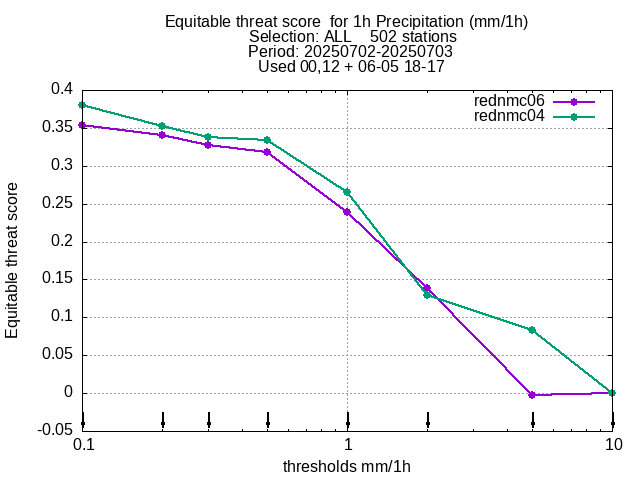 Equitable threat score  for 1h Precipitation (mm/1h)
Selection: ALL    502 stations
Period: 20250702-20250703
Used 00,12 + 06-05 18-17
rednmc06
rednmc04
Equitable threat score
0.4
0.35
0.3
0.25
0.2
0.15
0.1
0.05
0
-0.05
0.1 1 10
thresholds mm/1h